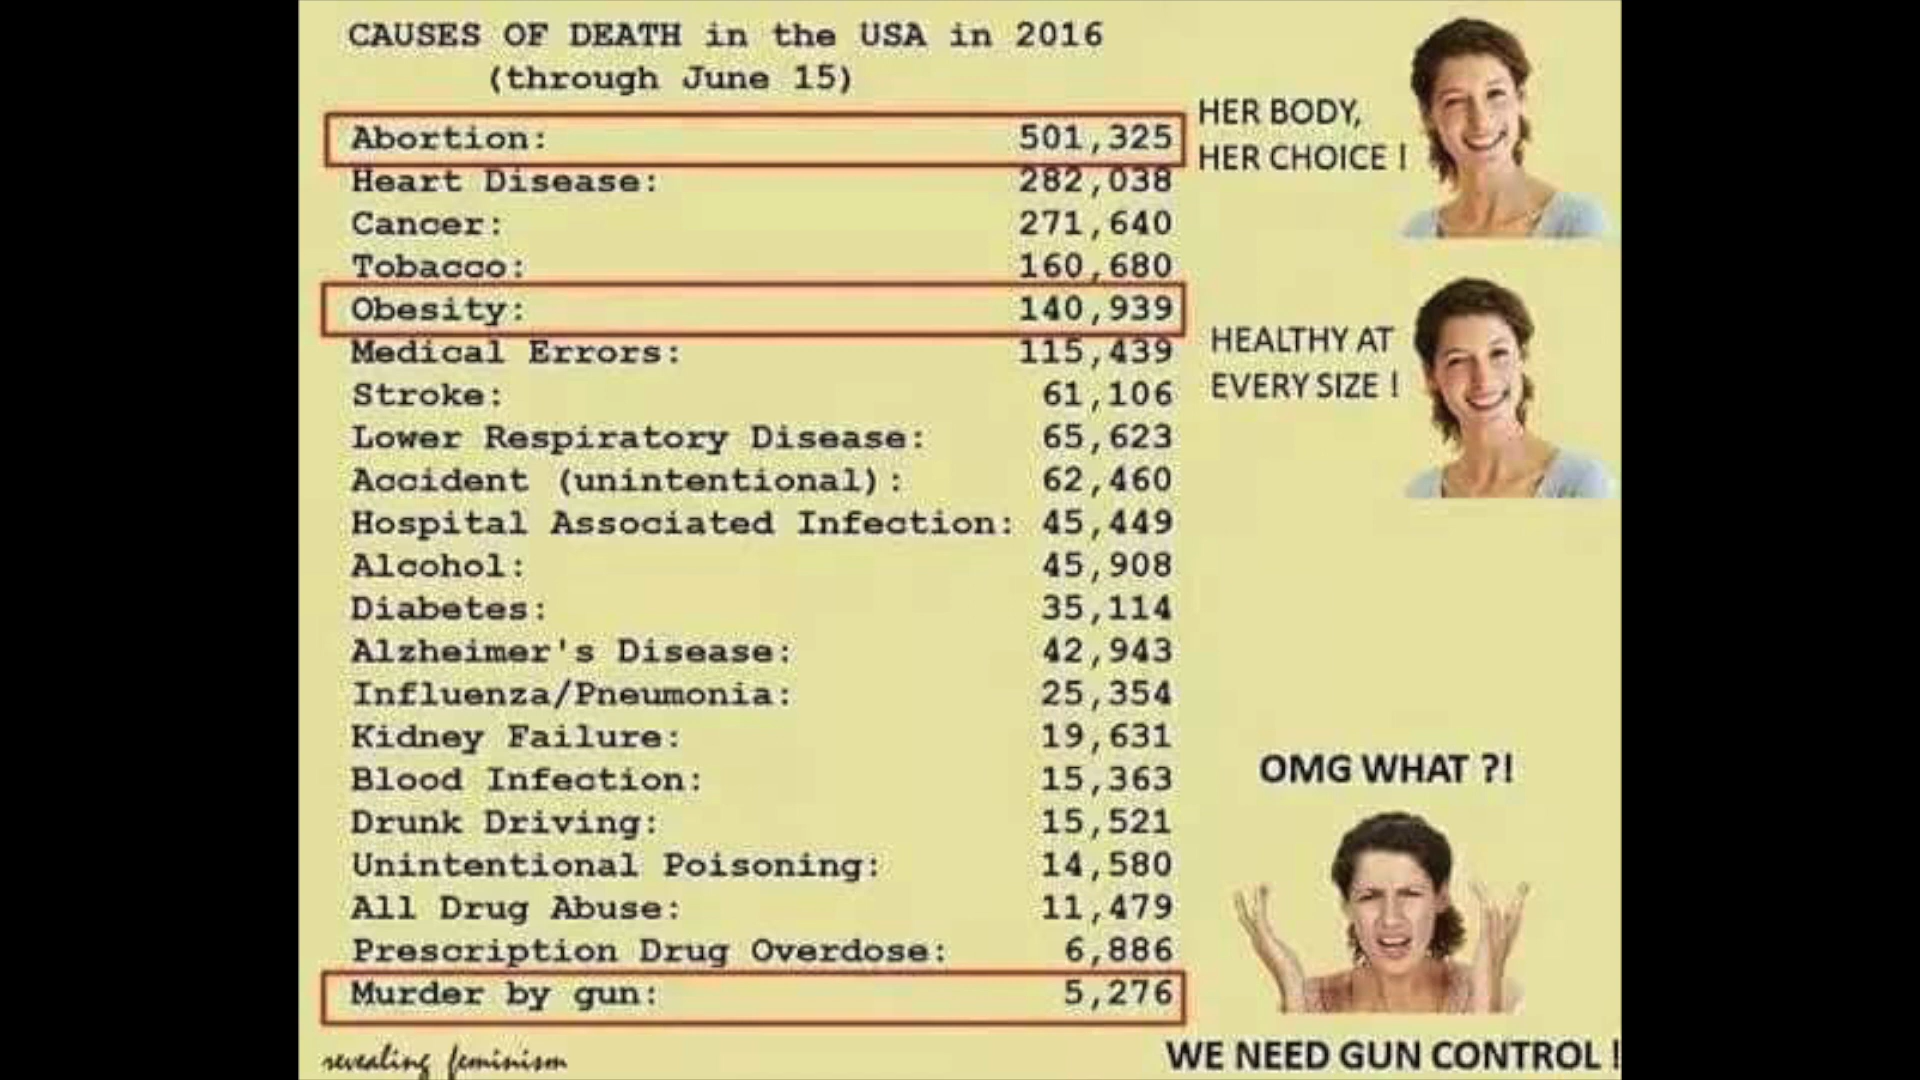 CAUSES OF DEATH in the USA in 2016
(through June 15)
Abortion: 501,325
Heart Disease: 282,038
Cancer: 271,640
Tobacco: 160,680
Obesity: 140,939
Medical Errors: 115,439
Stroke: 61,106
Lower Respiratory Disease: 65,623
Accident (unintentional): 62,460
Hospital Associated Infection: 45,449
Alcohol: 45,908
Diabetes: 35,114
Alzheimer's Disease: 42,943
Influenza/Pneumonia: 25,354
Kidney Failure: 19,631
Blood Infection: 15,363
Drunk Driving: 15,521
Unintentional Poisoning: 14,580
All Drug Abuse: 11,479
Prescription Drug Overdose: 6,886
Murder by gun: 5,276
revealing feminism
HER BODY,
HER CHOICE !
HEALTHY AT
EVERY SIZE !
OMG WHAT ?!
WE NEED GUN CONTROL !